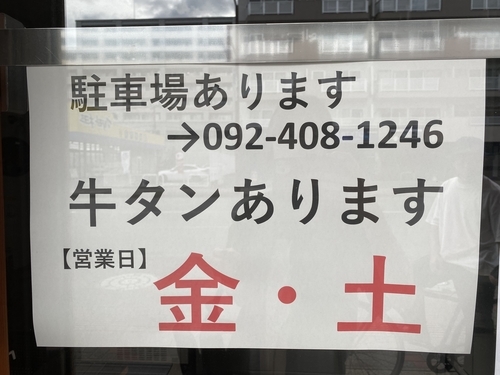 駐車場あります
→092-408-1246
牛タンあります
【営業日】
金・土